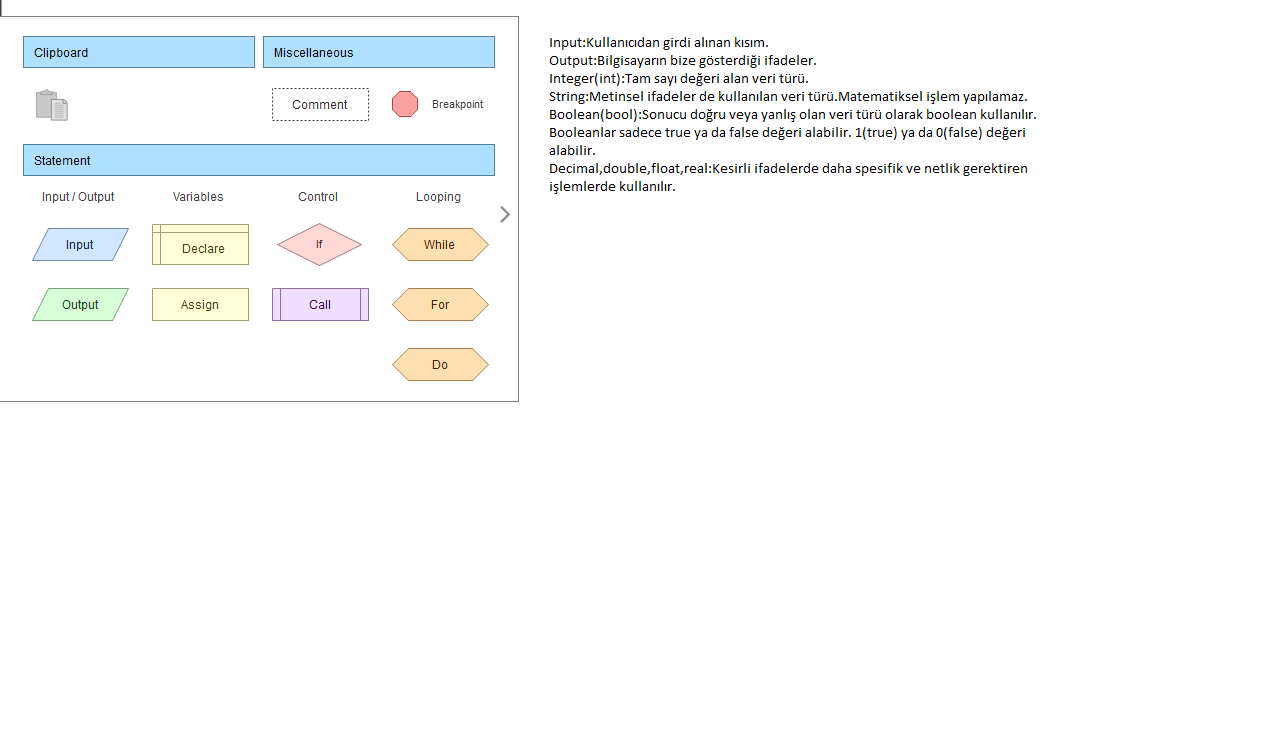 Clipboard
Miscellaneous
Comment
Breakpoint
Statement
Input / Output
Variables
Control
Looping
Input
Declare
If
While
Output
Assign
Call
For
Do
Input:Kullanıcıdan girdi alınan kısım.
Output:Bilgisayarın bize gösterdiği ifadeler.
Integer(int):Tam sayı değeri alan veri türü.
String:Metinsel ifadeler de kullanılan veri türü.Matematiksel işlem yapılamaz.
Boolean(bool):Sonucu doğru veya yanlış olan veri türü olarak boolean kullanılır.
Booleanlar sadece true ya da false değeri alabilir. 1(true) ya da 0(false) değeri
alabilir.
Decimal,double,float,real:Kesirli ifadelerde daha spesifik ve netlik gerektiren
işlemlerde kullanılır.